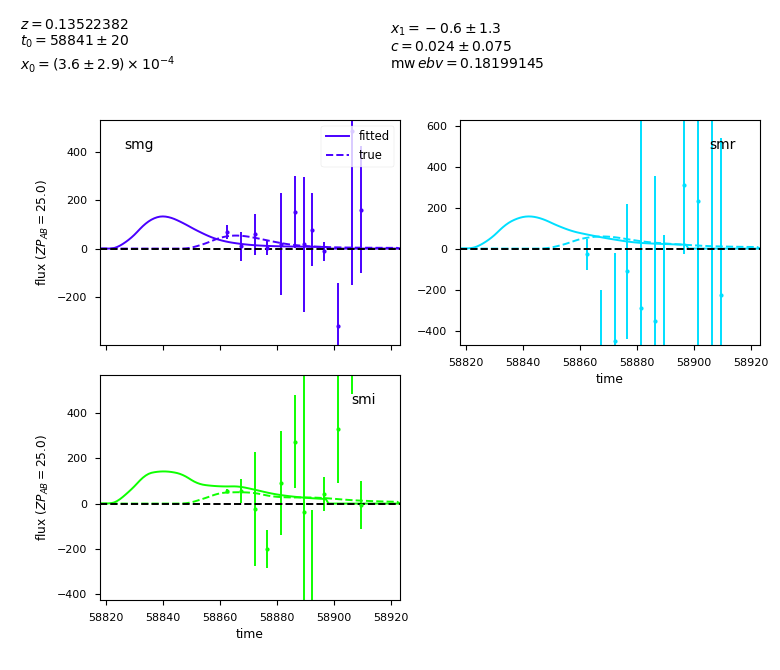 z = 0.13522382
t₀ = 58841 ± 20
x₀ = (3.6 ± 2.9) × 10⁻⁴
x₁ = −0.6 ± 1.3
c = 0.024 ± 0.075
mw ebv = 0.18199145
smg
fitted
true
400
200
0
−200
flux (ZP_AB = 25.0)
smr
600
400
200
0
−200
−400
58820 58840 58860 58880 58900 58920
time
smi
400
200
0
−200
−400
flux (ZP_AB = 25.0)
58820 58840 58860 58880 58900 58920
time